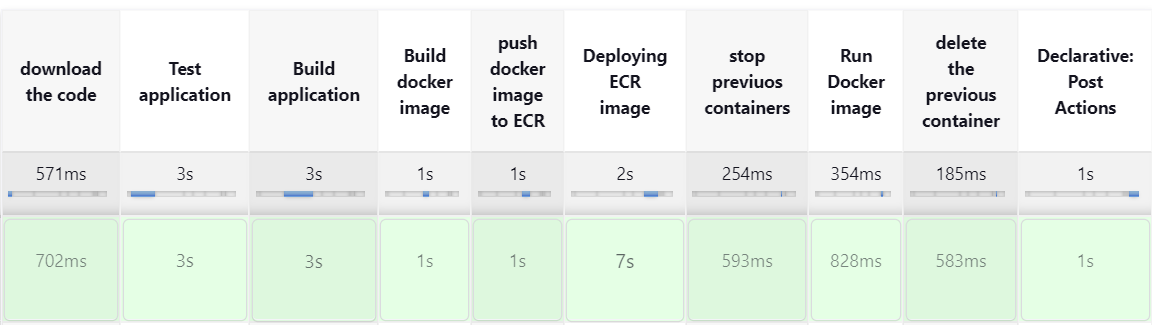 download
the code
Test
application
Build
application
Build
docker
image
push
docker
image
to ECR
Deploying
ECR
image
stop
previuos
containers
Run
Docker
image
delete
the
previous
container
Declarative:
Post
Actions
571ms 3s 3s 1s 1s 2s 254ms 354ms 185ms 1s
702ms 3s 3s 1s 1s 7s 593ms 828ms 583ms 1s